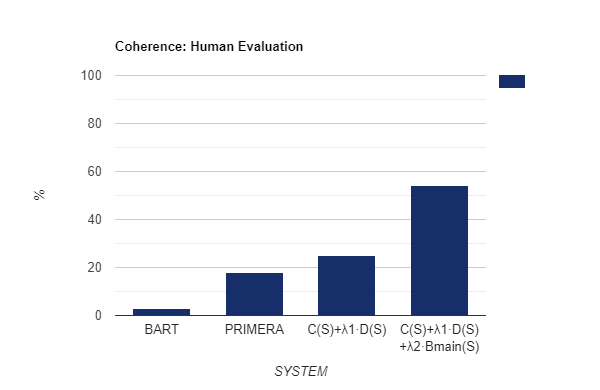 Coherence: Human Evaluation
100
80
60
40
20
0
%
BART
PRIMERA
C(S)+λ1·D(S)
C(S)+λ1·D(S)
+λ2·Bmain(S)
SYSTEM